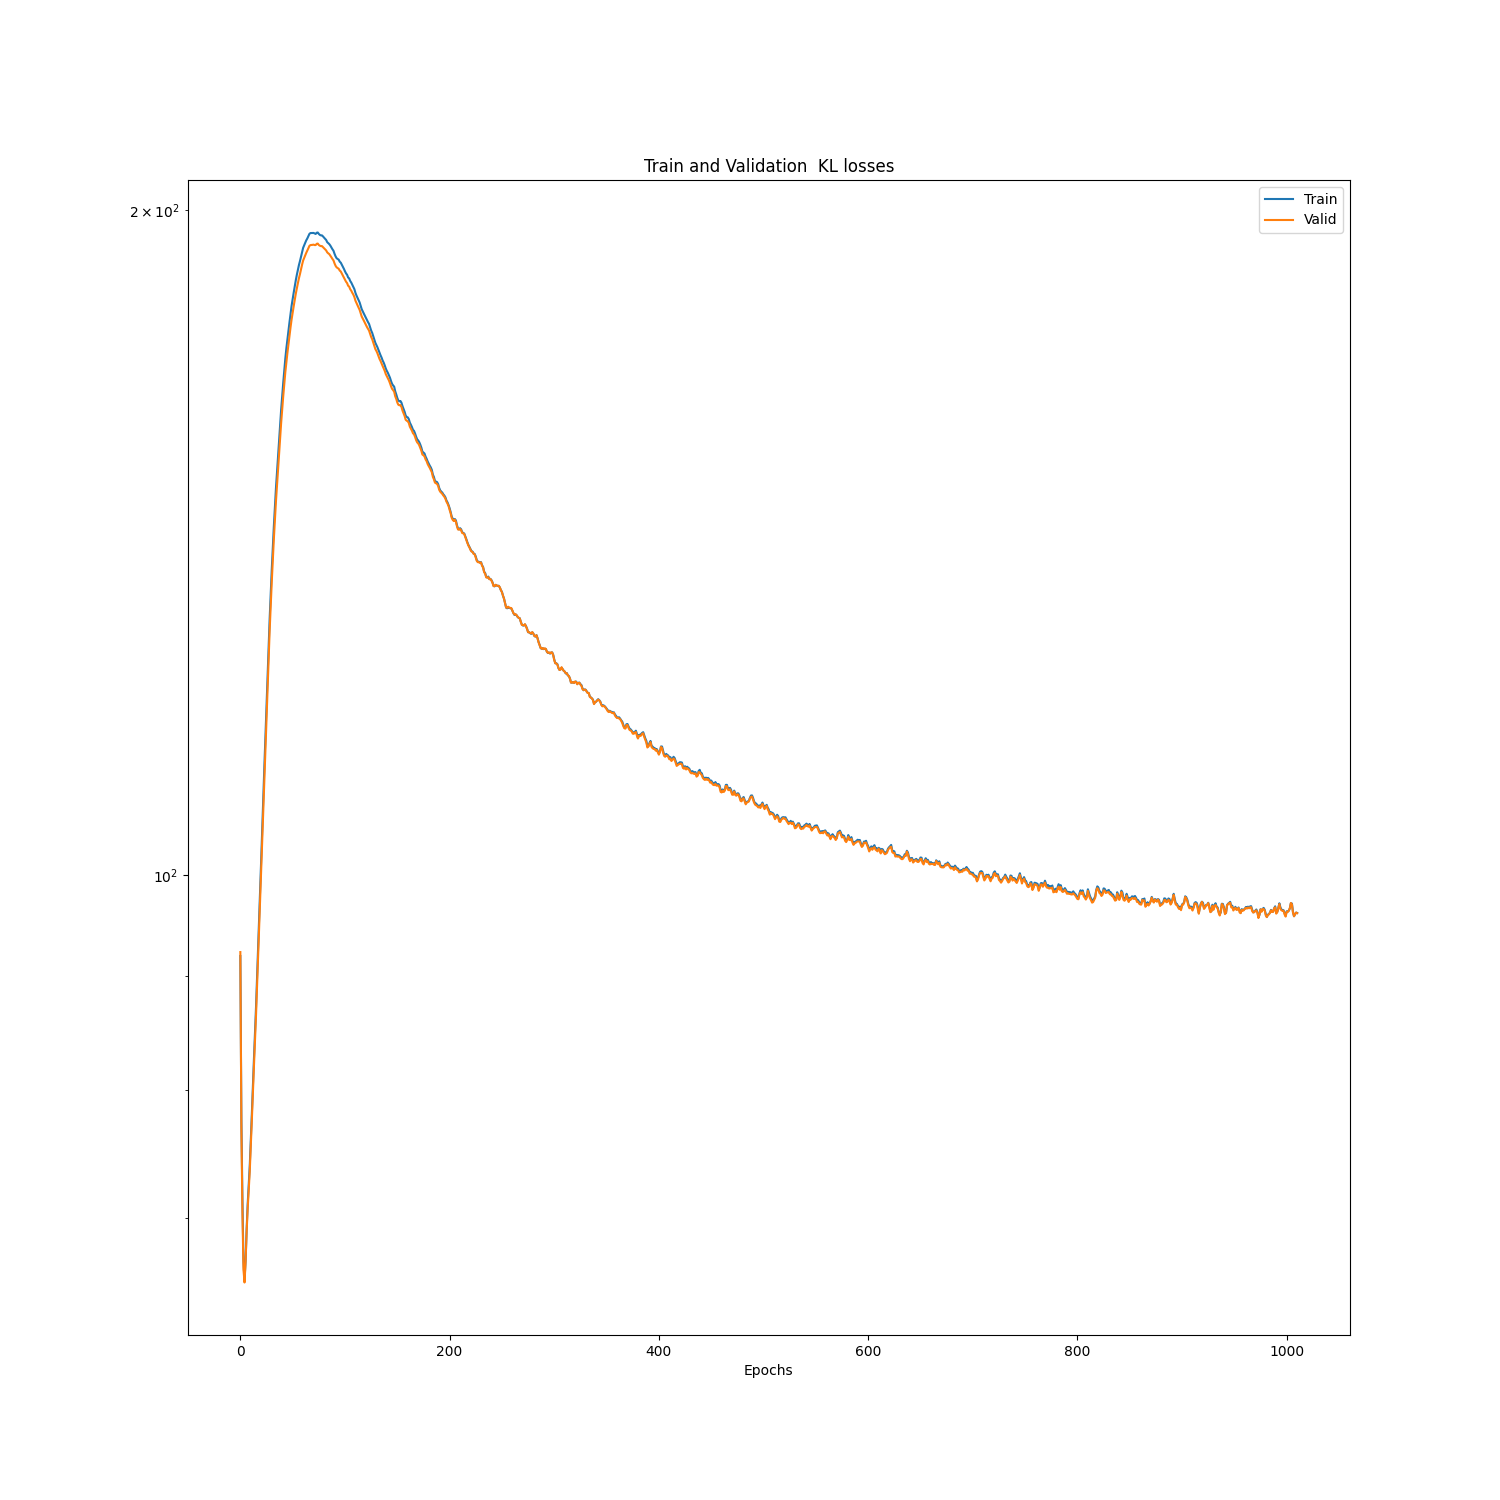 Train and Validation  KL losses
2 × 10²
Train
Valid
10²
0 200 400 600 800 1000
Epochs